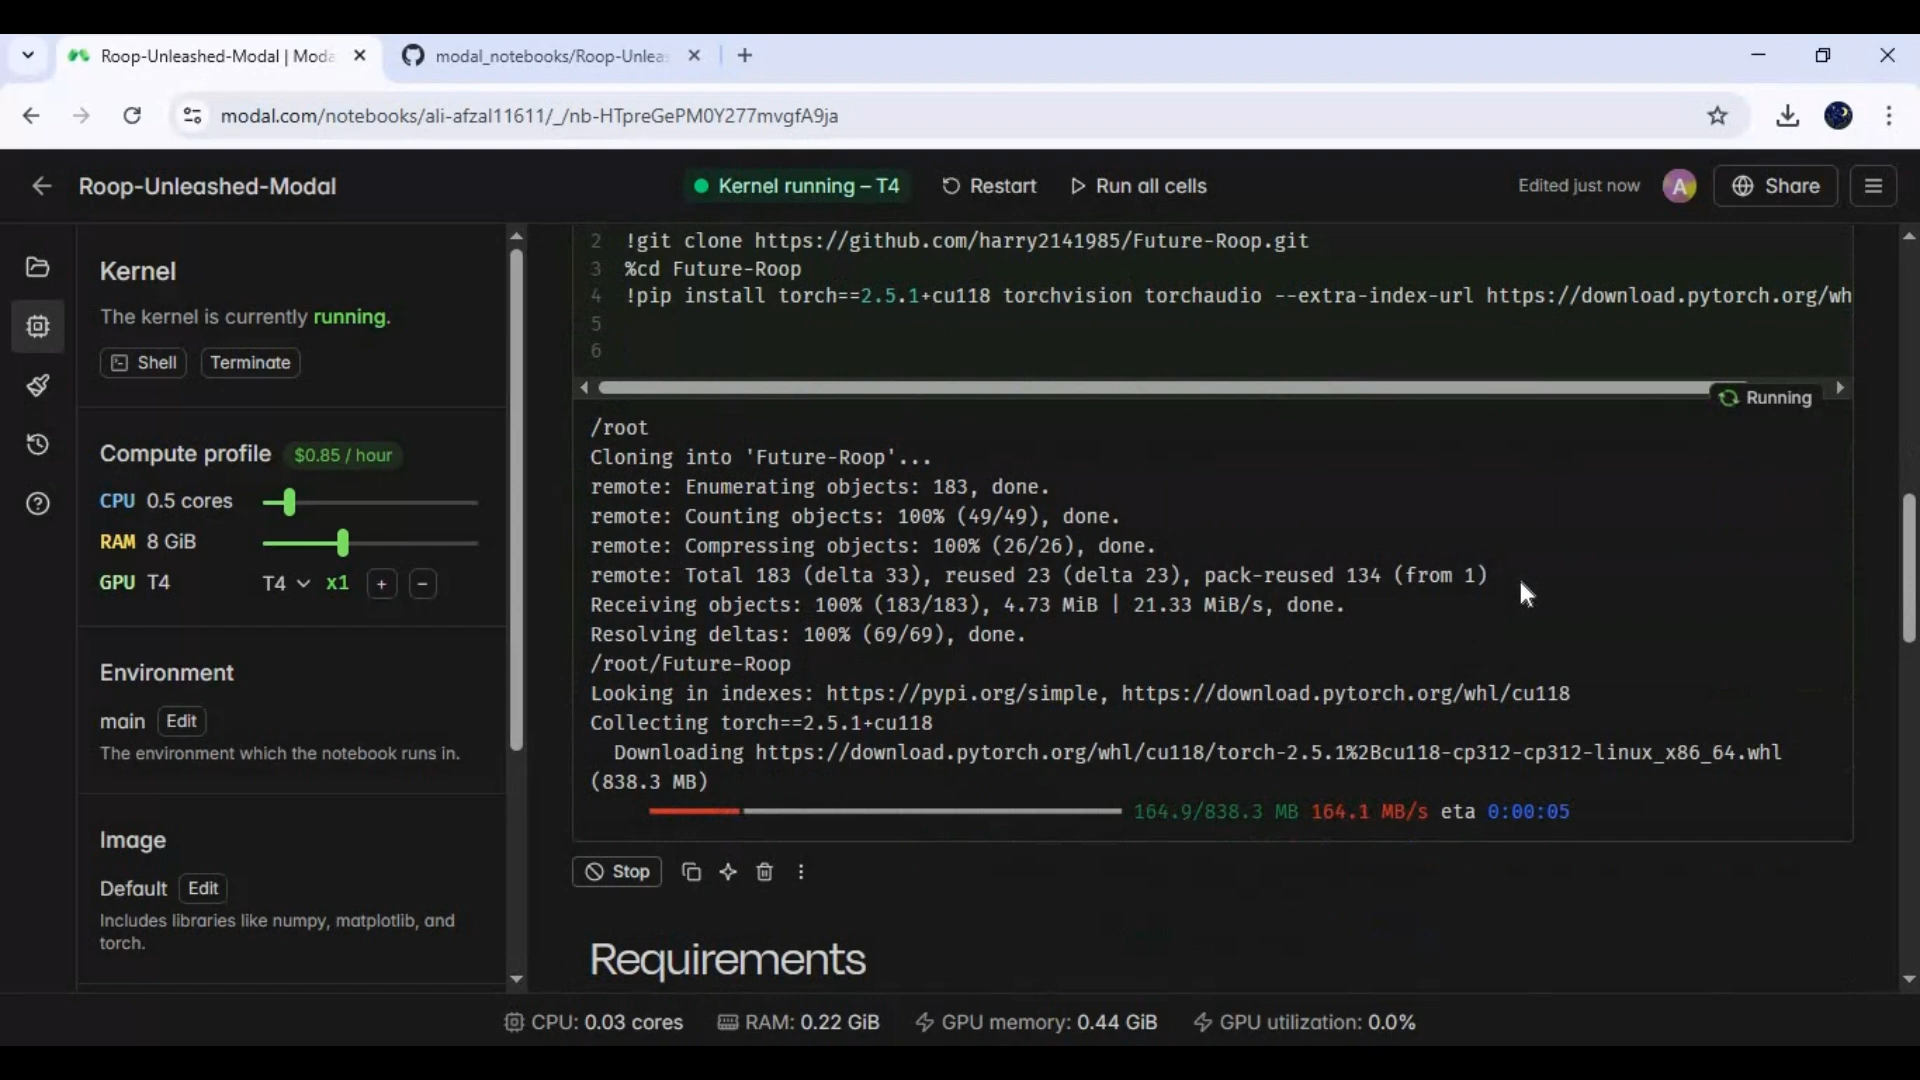 Roop-Unleashed-Modal | Moda
modal_notebooks/Roop-Unleas
modal.com/notebooks/ali-afzal11611/_/nb-HTpreGePM0Y277mvgfA9ja
Roop-Unleashed-Modal
Kernel running – T4
Restart
Run all cells
Edited just now
A
Share
Kernel
The kernel is currently running.
Shell
Terminate
Compute profile
$0.85 / hour
CPU 0.5 cores
RAM 8 GiB
GPU T4
T4
x1
+
−
Environment
main
Edit
The environment which the notebook runs in.
Image
Default
Edit
Includes libraries like numpy, matplotlib, and
torch.
2 !git clone https://github.com/harry2141985/Future-Roop.git
3 %cd Future-Roop
4 !pip install torch==2.5.1+cu118 torchvision torchaudio --extra-index-url https://download.pytorch.org/wh
5
6
Running
/root
Cloning into 'Future-Roop'...
remote: Enumerating objects: 183, done.
remote: Counting objects: 100% (49/49), done.
remote: Compressing objects: 100% (26/26), done.
remote: Total 183 (delta 33), reused 23 (delta 23), pack-reused 134 (from 1)
Receiving objects: 100% (183/183), 4.73 MiB | 21.33 MiB/s, done.
Resolving deltas: 100% (69/69), done.
/root/Future-Roop
Looking in indexes: https://pypi.org/simple, https://download.pytorch.org/whl/cu118
Collecting torch==2.5.1+cu118
Downloading https://download.pytorch.org/whl/cu118/torch-2.5.1%2Bcu118-cp312-cp312-linux_x86_64.whl
(838.3 MB)
164.9/838.3 MB 164.1 MB/s eta 0:00:05
Stop
Requirements
CPU: 0.03 cores
RAM: 0.22 GiB
GPU memory: 0.44 GiB
GPU utilization: 0.0%